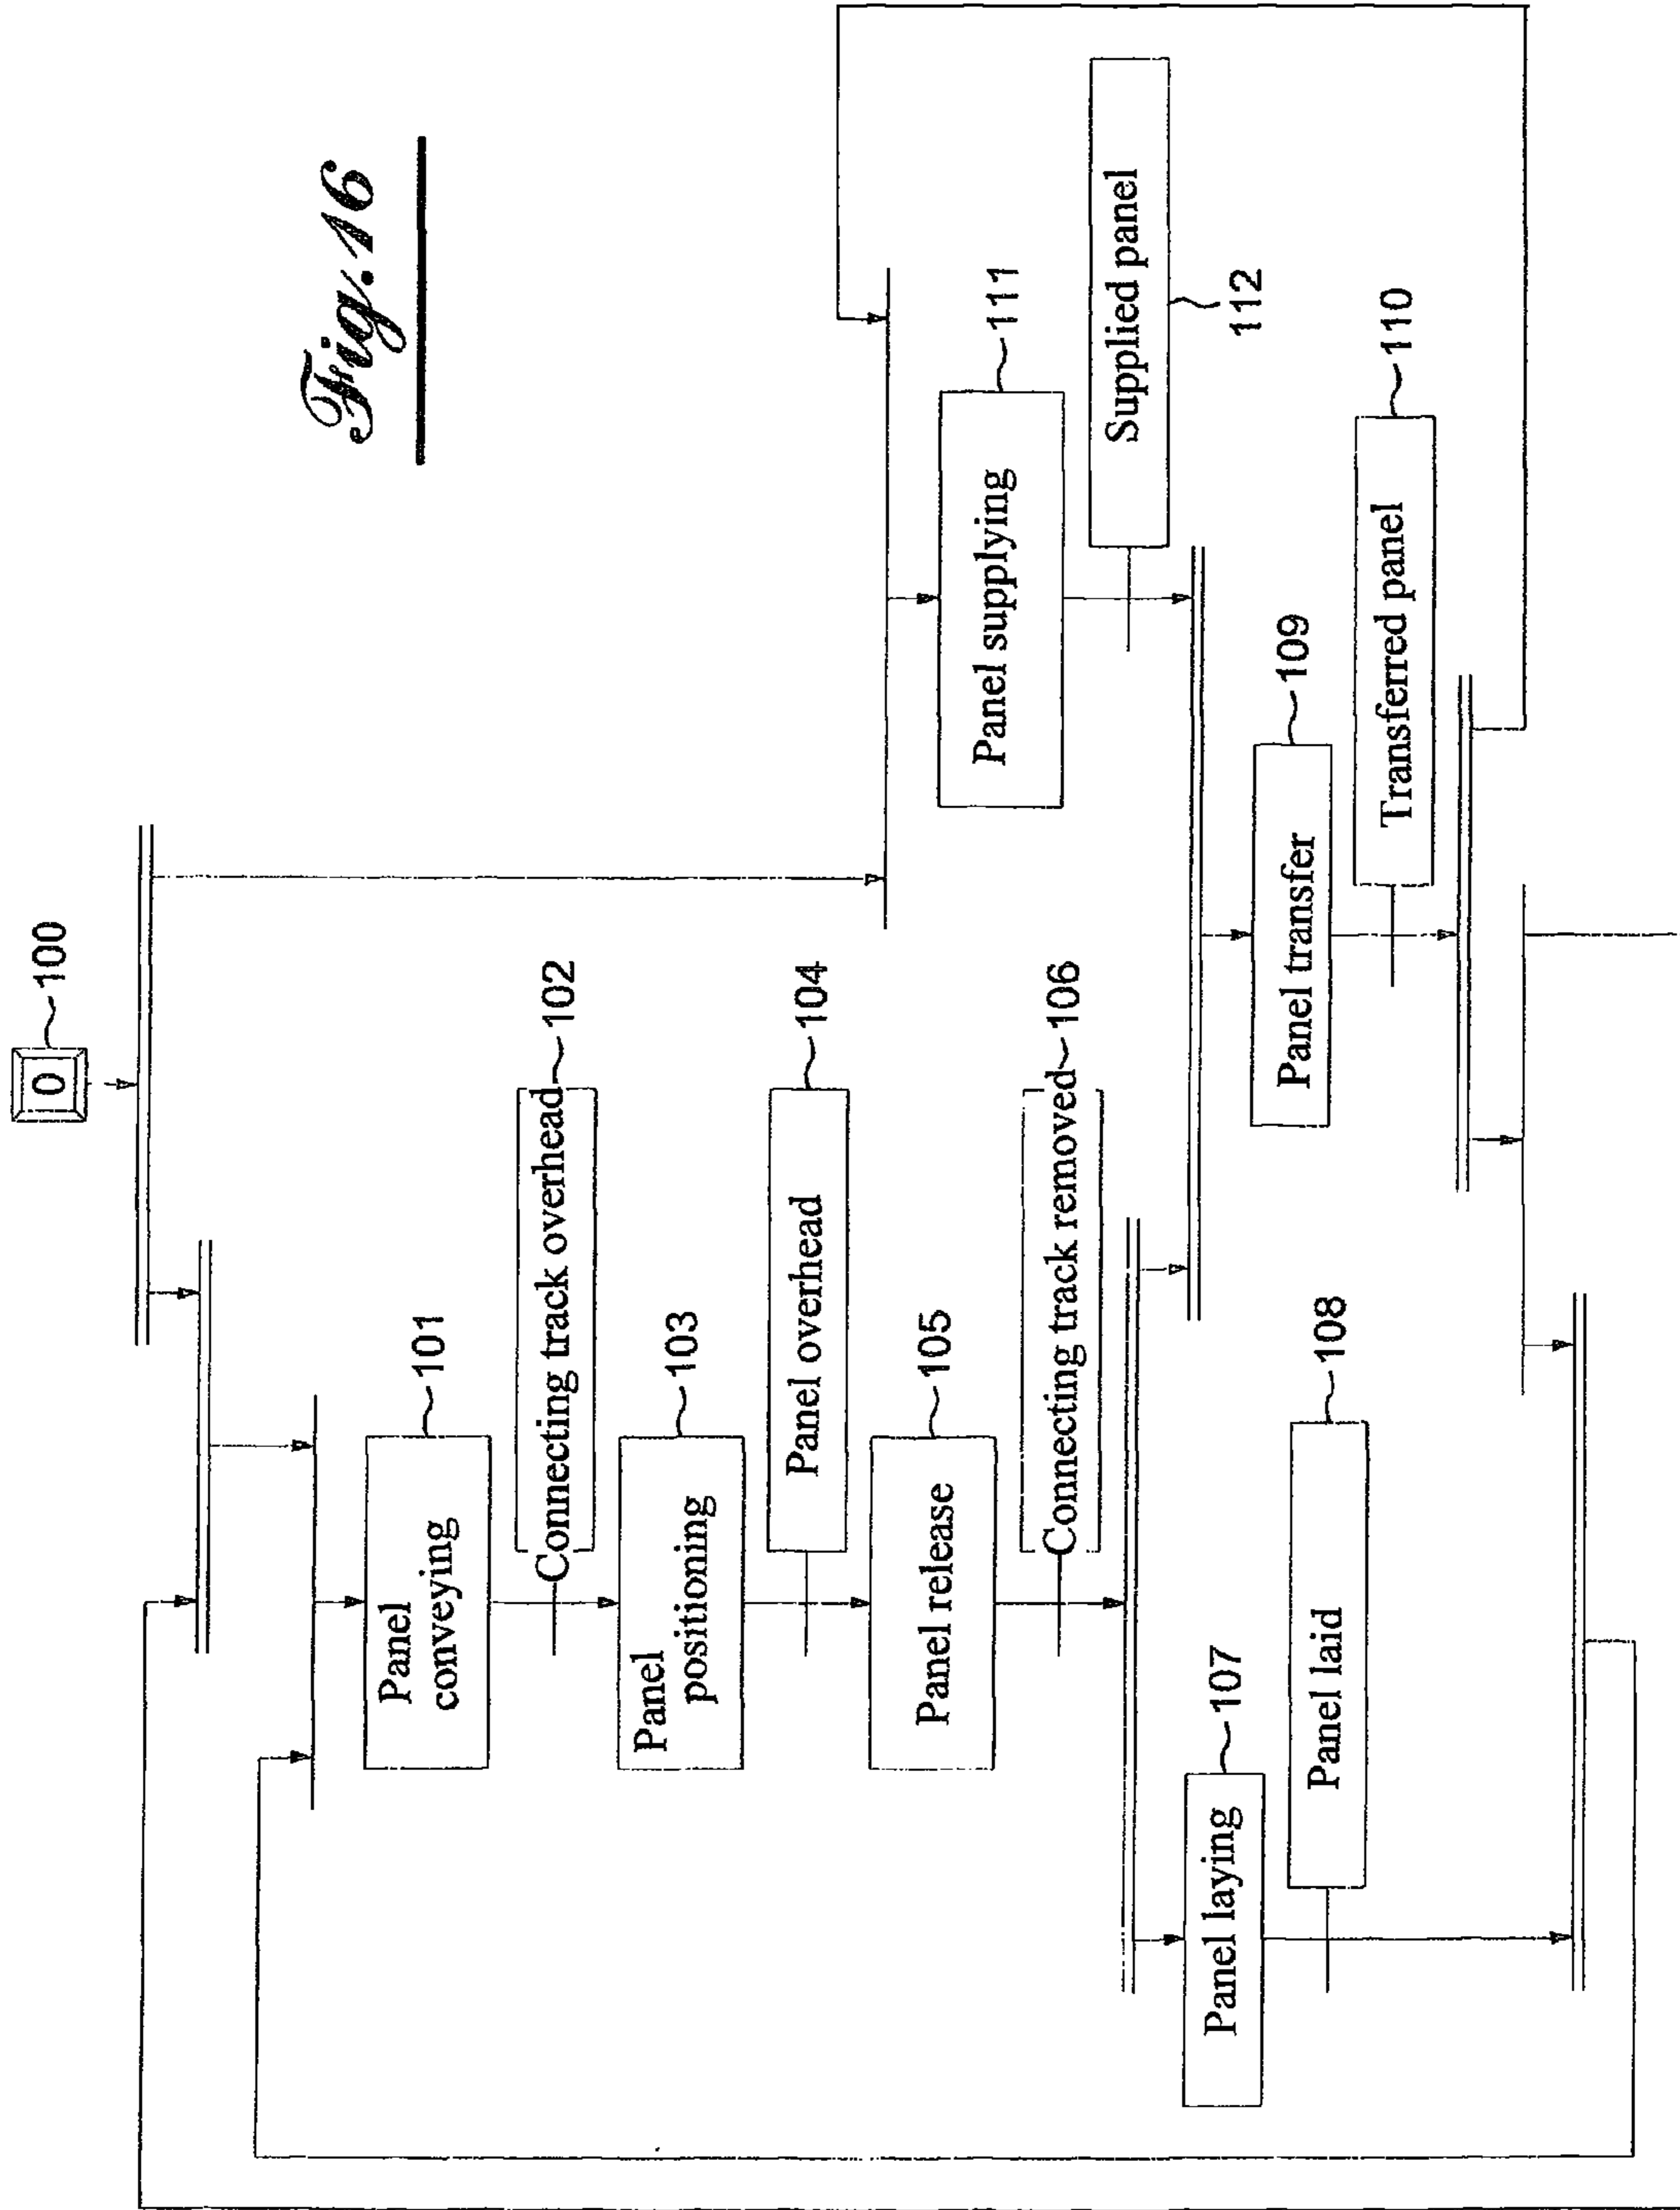 Fig. 16
0
100
Panel
conveying
101
Connecting track overhead
102
Panel
positioning
103
Panel overhead
104
Panel release
105
Connecting track removed
106
Panel laying
107
Panel laid
108
Panel supplying
111
Supplied panel
112
Panel transfer
109
Transferred panel
110